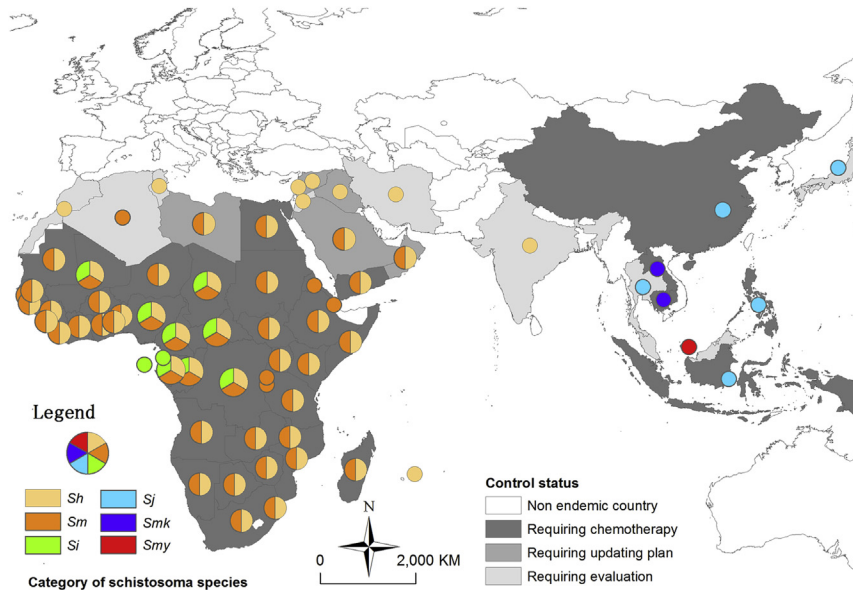 Legend
Sh
Sm
Si
Sj
Smk
Smy
Category of schistosoma species
N
0 2,000 KM
Control status
Non endemic country
Requiring chemotherapy
Requiring updating plan
Requiring evaluation